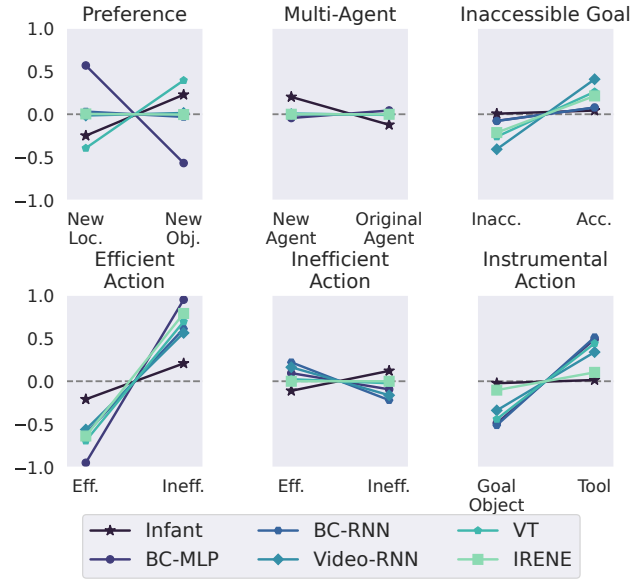 Preference
Multi-Agent
Inaccessible Goal
1.0
0.5
0.0
−0.5
−1.0
New
Loc.
New
Obj.
New
Agent
Original
Agent
Inacc.
Acc.
Efficient
Action
Inefficient
Action
Instrumental
Action
1.0
0.5
0.0
−0.5
−1.0
Eff.
Ineff.
Eff.
Ineff.
Goal
Object
Tool
Infant
BC-RNN
VT
BC-MLP
Video-RNN
IRENE